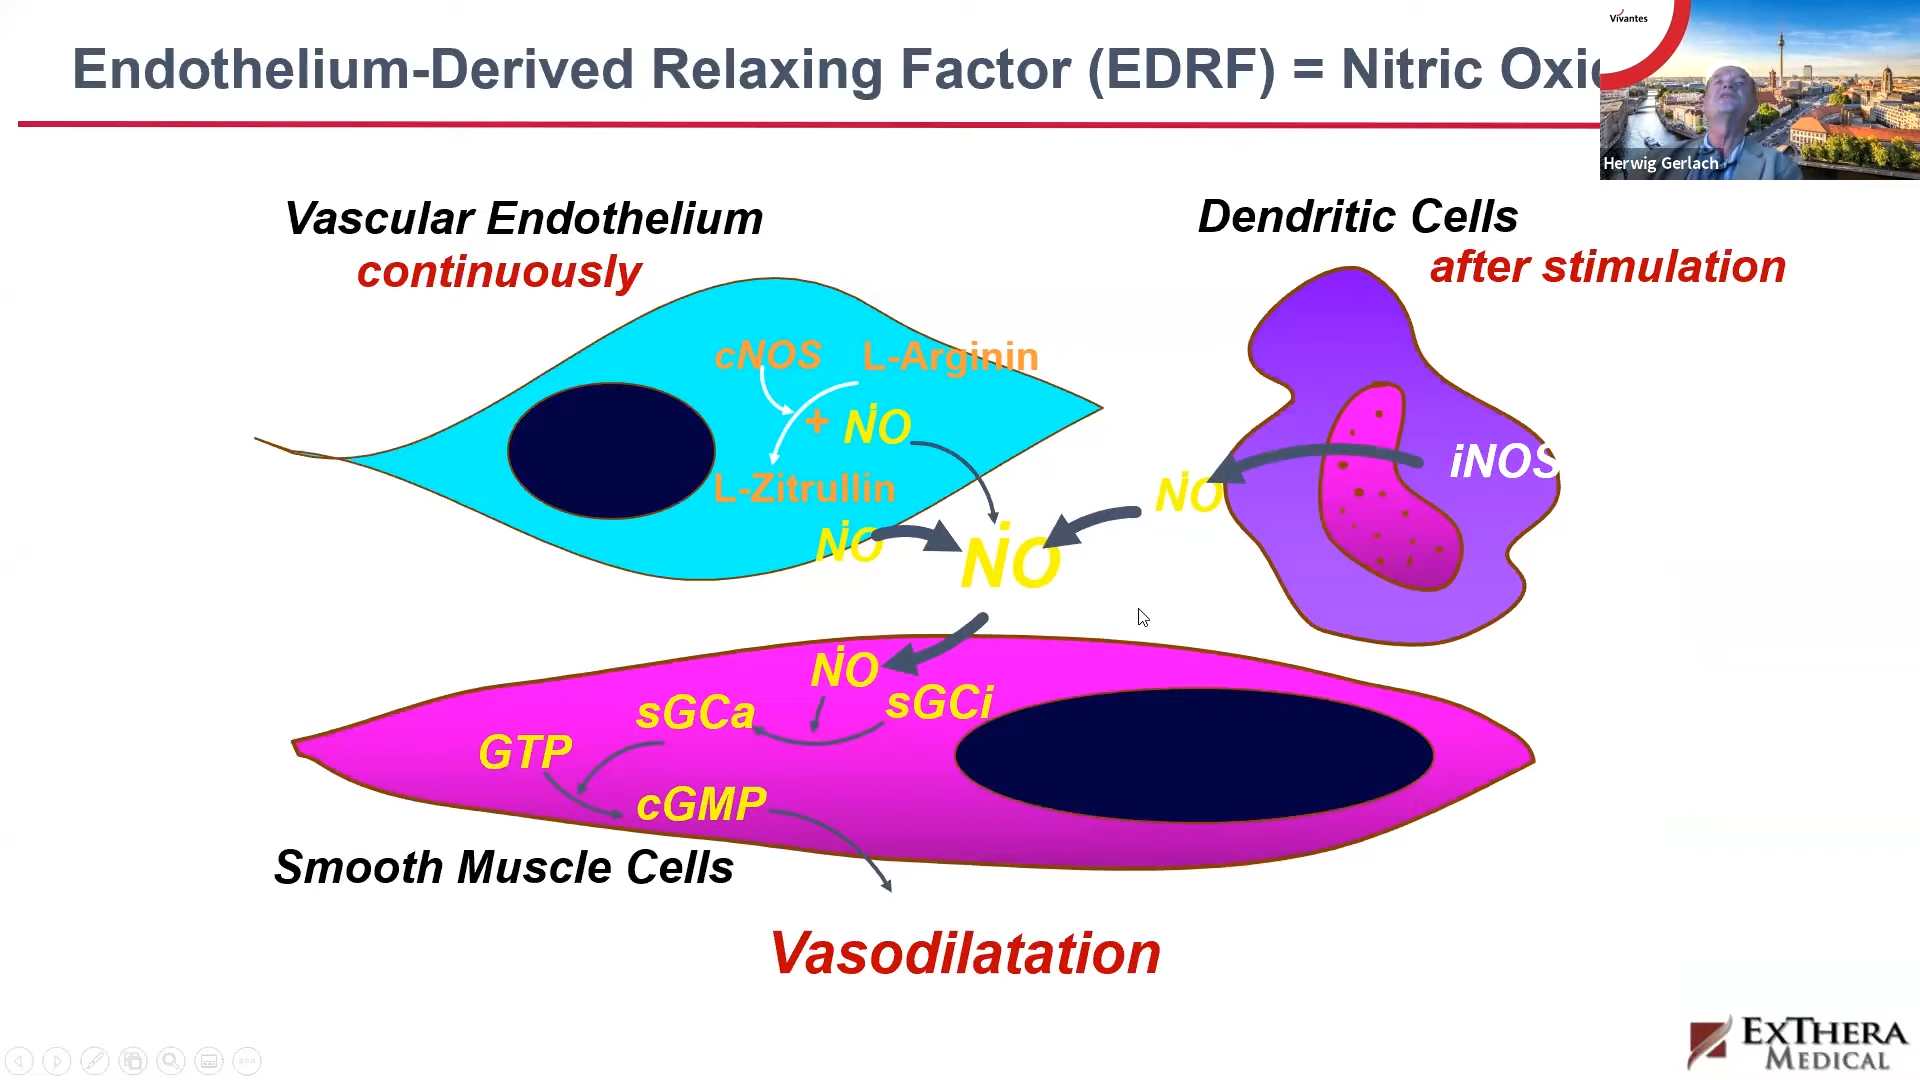 Endothelium-Derived Relaxing Factor (EDRF) = Nitric Oxi
Vivantes
Herwig Gerlach
Vascular Endothelium
continuously
Dendritic Cells
after stimulation
cNOS L-Arginin
+ NO
L-Zitrullin
NO
NO
NO
iNOS
NO
sGCa
sGCi
GTP
cGMP
Smooth Muscle Cells
Vasodilatation
EXTHERA
MEDICAL